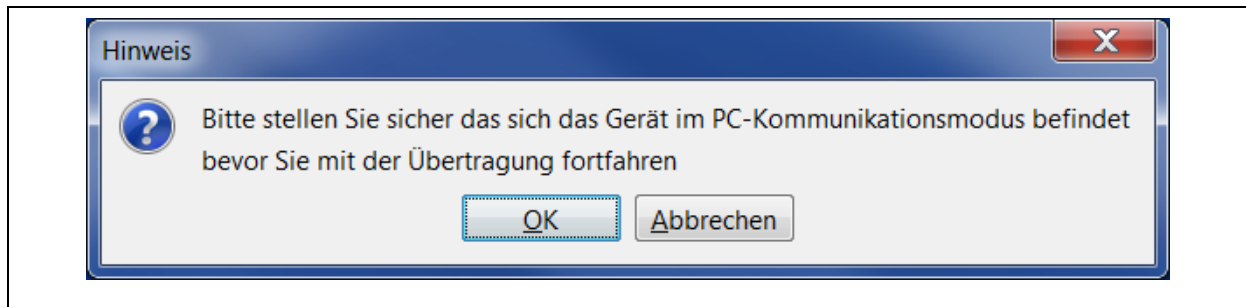 Hinweis
Bitte stellen Sie sicher das sich das Gerät im PC-Kommunikationsmodus befindet
bevor Sie mit der Übertragung fortfahren
OK
Abbrechen